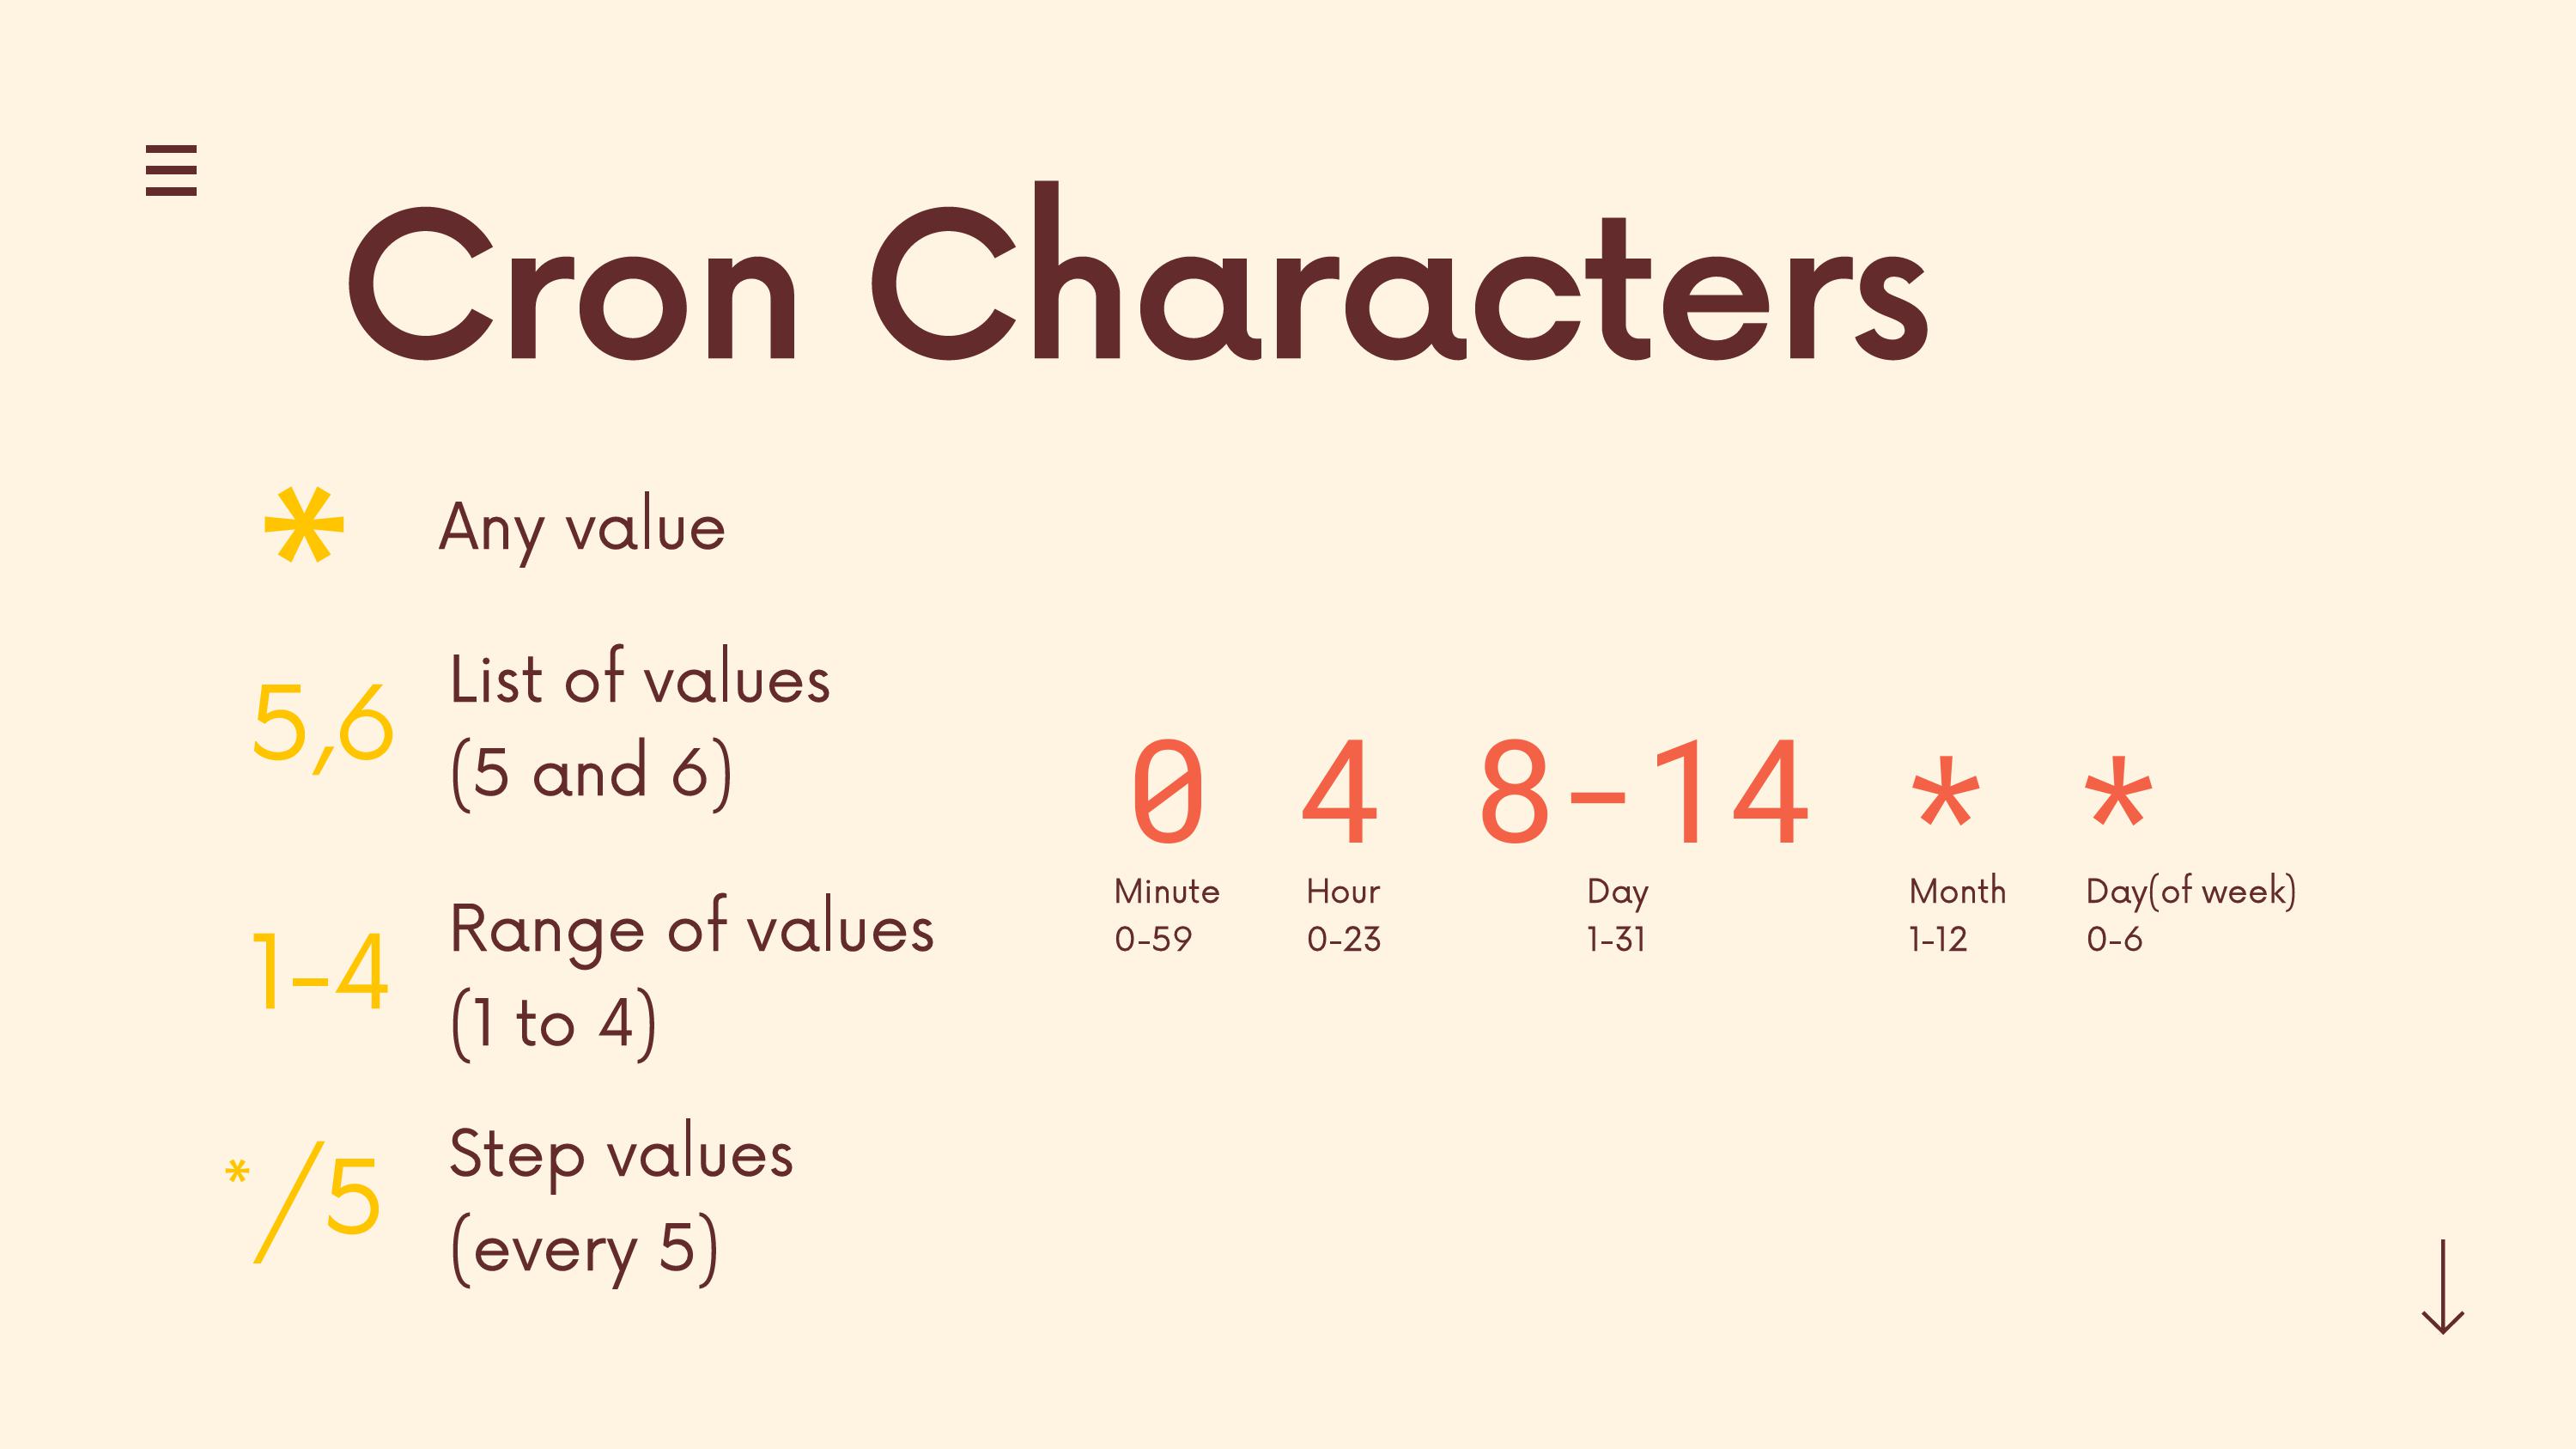 Cron Characters
* Any value
5,6 List of values
(5 and 6)
1-4 Range of values
(1 to 4)
*/5 Step values
(every 5)
0 4 8-14 * *
Minute Hour Day Month Day(of week)
0-59 0-23 1-31 1-12 0-6